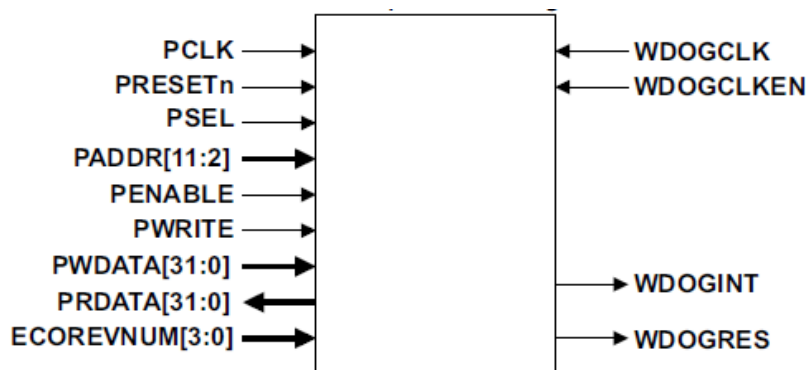 PCLK
PRESETn
PSEL
PADDR[11:2]
PENABLE
PWRITE
PWDATA[31:0]
PRDATA[31:0]
ECOREVNUM[3:0]
WDOGCLK
WDOGCLKEN
WDOGINT
WDOGRES